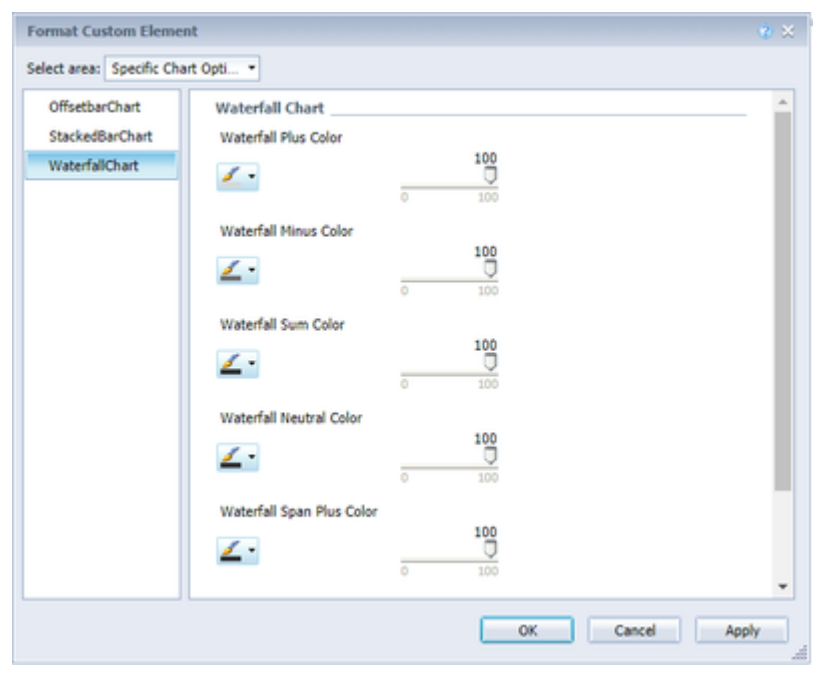 Format Custom Element
Select area: Specific Chart Opti...
OffsetbarChart
StackedBarChart
WaterfallChart
Waterfall Chart
Waterfall Plus Color
100
0 100
Waterfall Minus Color
100
0 100
Waterfall Sum Color
100
0 100
Waterfall Neutral Color
100
0 100
Waterfall Span Plus Color
100
0 100
OK Cancel Apply